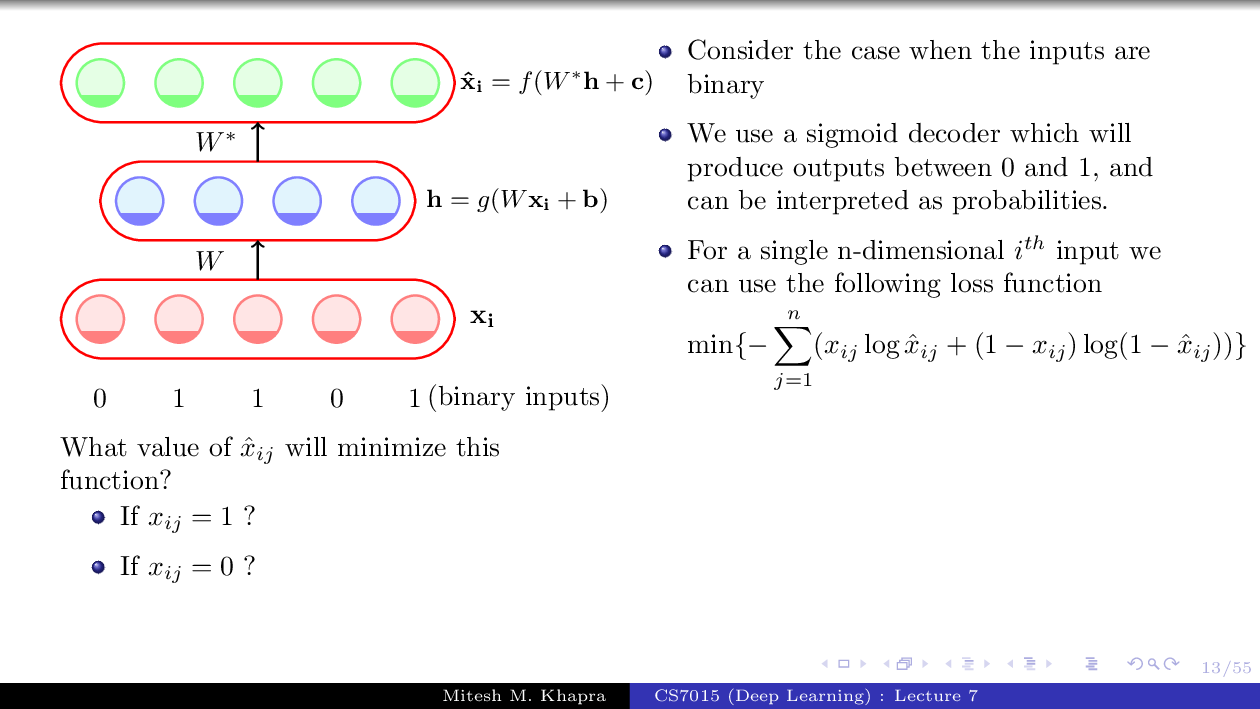 x̂ᵢ = f(W*h + c)
W*
h = g(Wxᵢ + b)
W
xᵢ
0 1 1 0 1 (binary inputs)
What value of x̂ᵢⱼ will minimize this
function?
If xᵢⱼ = 1 ?
If xᵢⱼ = 0 ?
Consider the case when the inputs are
binary
We use a sigmoid decoder which will
produce outputs between 0 and 1, and
can be interpreted as probabilities.
For a single n-dimensional iᵗʰ input we
can use the following loss function
min{− ∑ⁿⱼ₌₁ (xᵢⱼ log x̂ᵢⱼ + (1 − xᵢⱼ) log(1 − x̂ᵢⱼ))}
13/55
Mitesh M. Khapra
CS7015 (Deep Learning) : Lecture 7